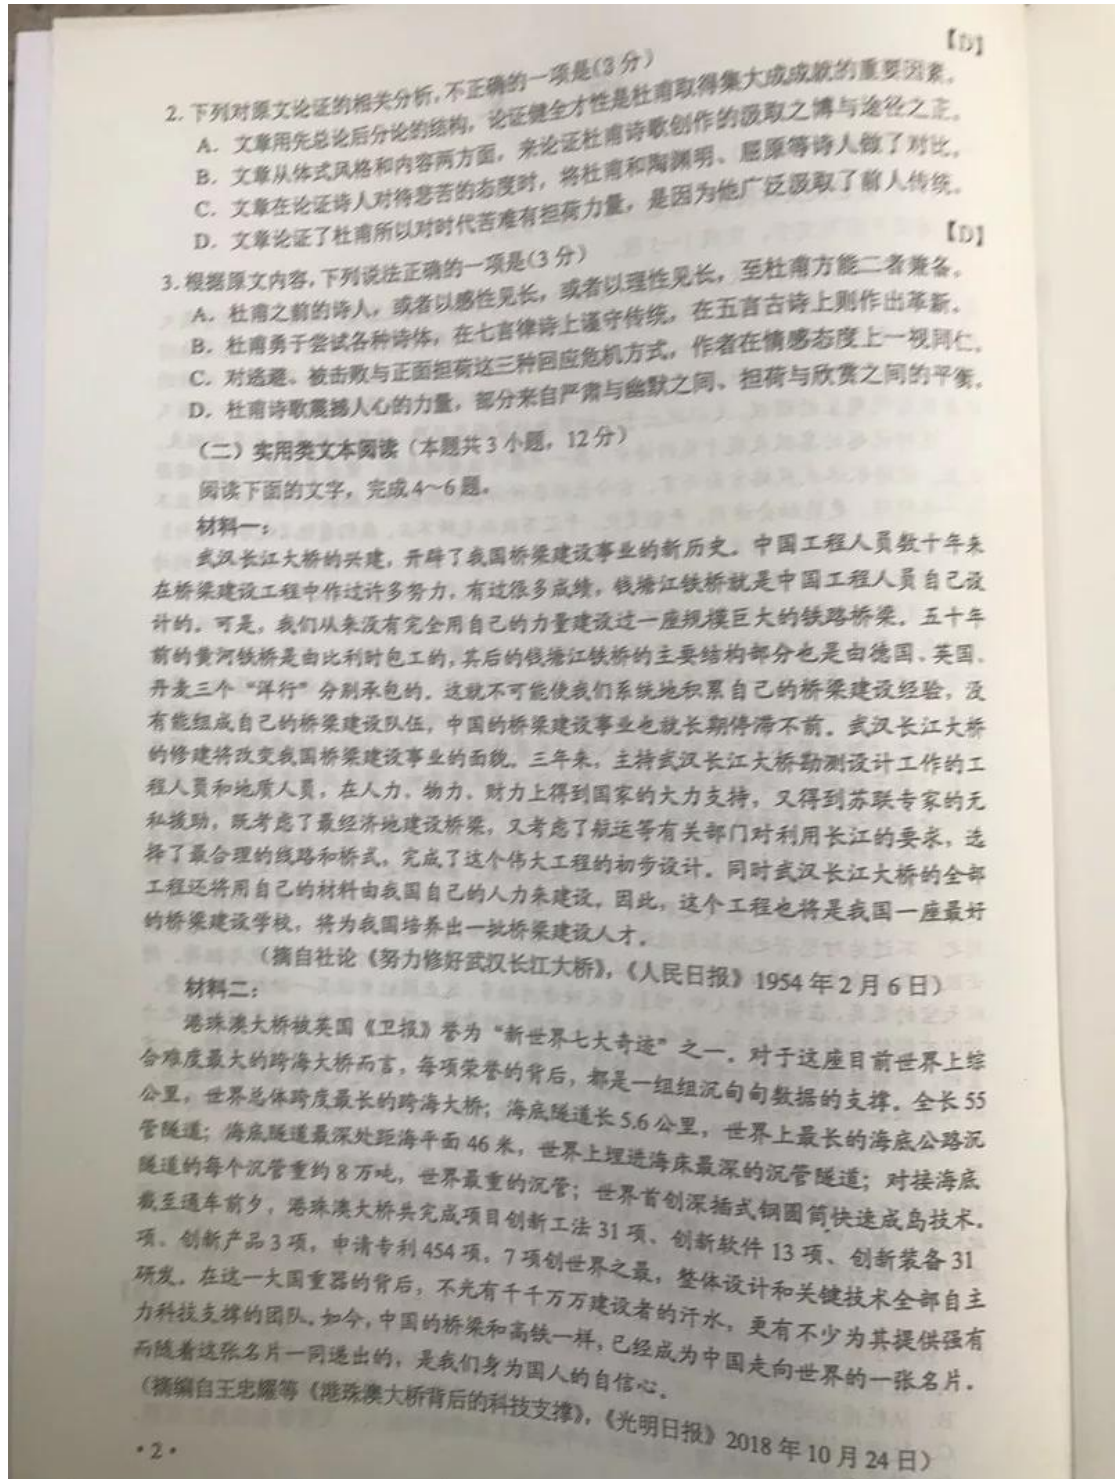 【D】
2.下列对原文论证的相关分析,不正确的一项是(3分)
A. 文章用先总论后分论的结构，论证健全才性是杜甫取得集大成成就的重要因素。
B. 文章从体式风格和内容两方面，来论证杜甫诗歌创作的汲取之博与途径之正。
C. 文章在论证诗人对待悲苦的态度时，将杜甫和陶渊明、屈原等诗人做了对比。
D. 文章论证了杜甫所以对时代苦难有担荷力量，是因为他广泛汲取了前人传统。
【D】
3.根据原文内容,下列说法正确的一项是(3分)
A. 杜甫之前的诗人，或者以感性见长，或者以理性见长，至杜甫方能二者兼备。
B. 杜甫勇于尝试各种诗体，在七言律诗上谨守传统，在五言古诗上则作出革新。
C. 对逃避、被击败与正面担荷这三种回应危机方式，作者在情感态度上一视同仁。
D. 杜甫诗歌震撼人心的力量，部分来自严肃与幽默之间、担荷与欣赏之间的平衡。
（二）实用类文本阅读（本题共3小题，12分）
阅读下面的文字，完成4～6题。
材料一：
武汉长江大桥的兴建，开辟了我国桥梁建设事业的新历史。中国工程人员数十年来
在桥梁建设工程中作过许多努力，有过很多成绩，钱塘江铁桥就是中国工程人员自己设
计的。可是，我们从来没有完全用自己的力量建设过一座规模巨大的铁路桥梁。五十年
前的黄河铁桥是由比利时包工的,其后的钱塘江铁桥的主要结构部分也是由德国、英国、
丹麦三个“洋行”分别承包的。这就不可能使我们系统地积累自己的桥梁建设经验，没
有能组成自己的桥梁建设队伍，中国的桥梁建设事业也就长期停滞不前。武汉长江大桥
的修建将改变我国桥梁建设事业的面貌。三年来，主持武汉长江大桥勘测设计工作的工
程人员和地质人员，在人力、物力、财力上得到国家的大力支持，又得到苏联专家的无
私援助，既考虑了最经济地建设桥梁，又考虑了航运等有关部门对利用长江的要求，选
择了最合理的线路和桥式，完成了这个伟大工程的初步设计。同时武汉长江大桥的全部
工程还将用自己的材料由我国自己的人力来建设，因此，这个工程也将是我国一座最好
的桥梁建设学校，将为我国培养出一批桥梁建设人才。
（摘自社论《努力修好武汉长江大桥》，《人民日报》1954年2月6日）
材料二：
港珠澳大桥被英国《卫报》誉为“新世界七大奇迹”之一。对于这座目前世界上综
合难度最大的跨海大桥而言，每项荣誉的背后，都是一组组沉甸甸数据的支撑。全长55
公里，世界总体跨度最长的跨海大桥；海底隧道长5.6公里，世界上最长的海底公路沉
管隧道；海底隧道最深处距海平面46米，世界上埋进海床最深的沉管隧道；对接海底
隧道的每个沉管重约8万吨，世界最重的沉管；世界首创深插式钢圆筒快速成岛技术。
截至通车前夕，港珠澳大桥共完成项目创新工法31项、创新软件13项、创新装备31
项、创新产品3项，申请专利454项，7项创世界之最，整体设计和关键技术全部自主
研发。在这一大国重器的背后，不光有千千万万建设者的汗水，更有不少为其提供强有
力科技支撑的团队。如今,中国的桥梁和高铁一样,已经成为中国走向世界的一张名片。
而随着这张名片一同递出的，是我们身为国人的自信心。
（摘编自王忠耀等《港珠澳大桥背后的科技支撑》，《光明日报》2018年10月24日）
·2·